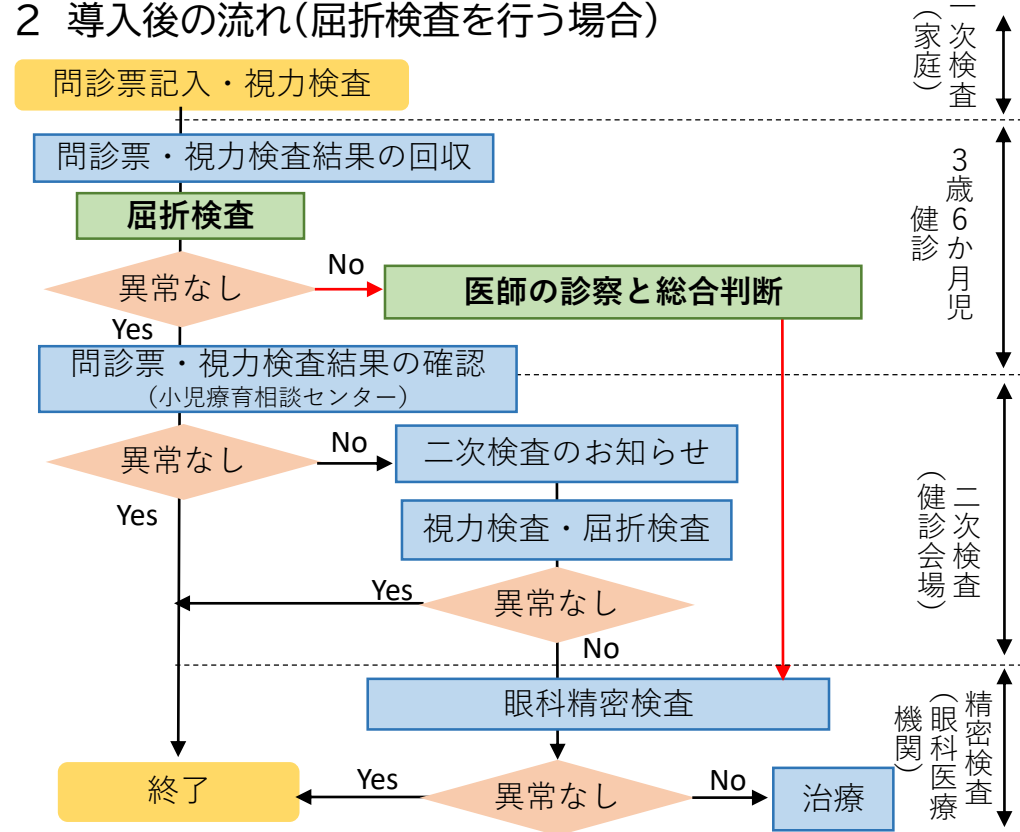 2 導入後の流れ(屈折検査を行う場合)
問診票記入・視力検査
一次検査
(家庭)
問診票・視力検査結果の回収
屈折検査
異常なし
No
医師の診察と総合判断
Yes
3歳6か月児
健診
問診票・視力検査結果の確認
(小児療育相談センター)
異常なし
No
二次検査のお知らせ
Yes
視力検査・屈折検査
異常なし
Yes
No
二次検査
(健診会場)
眼科精密検査
異常なし
Yes
終了
No
治療
精密検査
(眼科医療
機関)